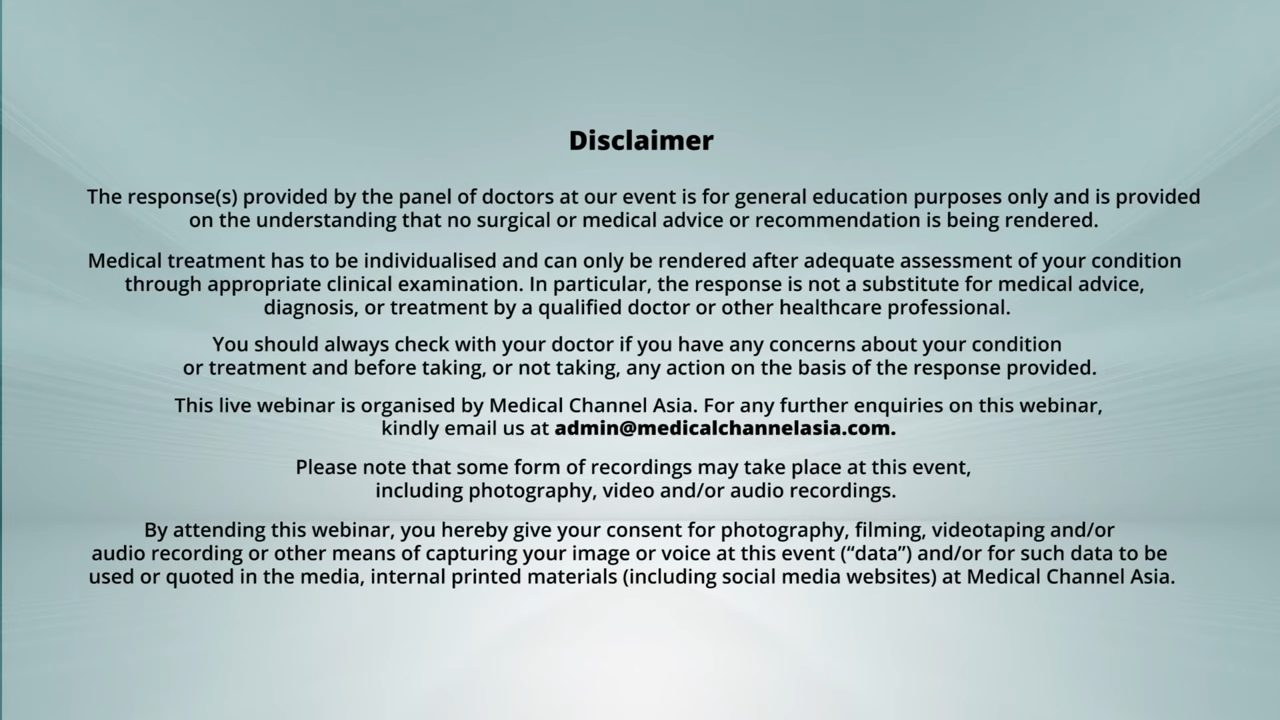 Disclaimer
The response(s) provided by the panel of doctors at our event is for general education purposes only and is provided
on the understanding that no surgical or medical advice or recommendation is being rendered.
Medical treatment has to be individualised and can only be rendered after adequate assessment of your condition
through appropriate clinical examination. In particular, the response is not a substitute for medical advice,
diagnosis, or treatment by a qualified doctor or other healthcare professional.
You should always check with your doctor if you have any concerns about your condition
or treatment and before taking, or not taking, any action on the basis of the response provided.
This live webinar is organised by Medical Channel Asia. For any further enquiries on this webinar,
kindly email us at admin@medicalchannelasia.com.
Please note that some form of recordings may take place at this event,
including photography, video and/or audio recordings.
By attending this webinar, you hereby give your consent for photography, filming, videotaping and/or
audio recording or other means of capturing your image or voice at this event (“data”) and/or for such data to be
used or quoted in the media, internal printed materials (including social media websites) at Medical Channel Asia.